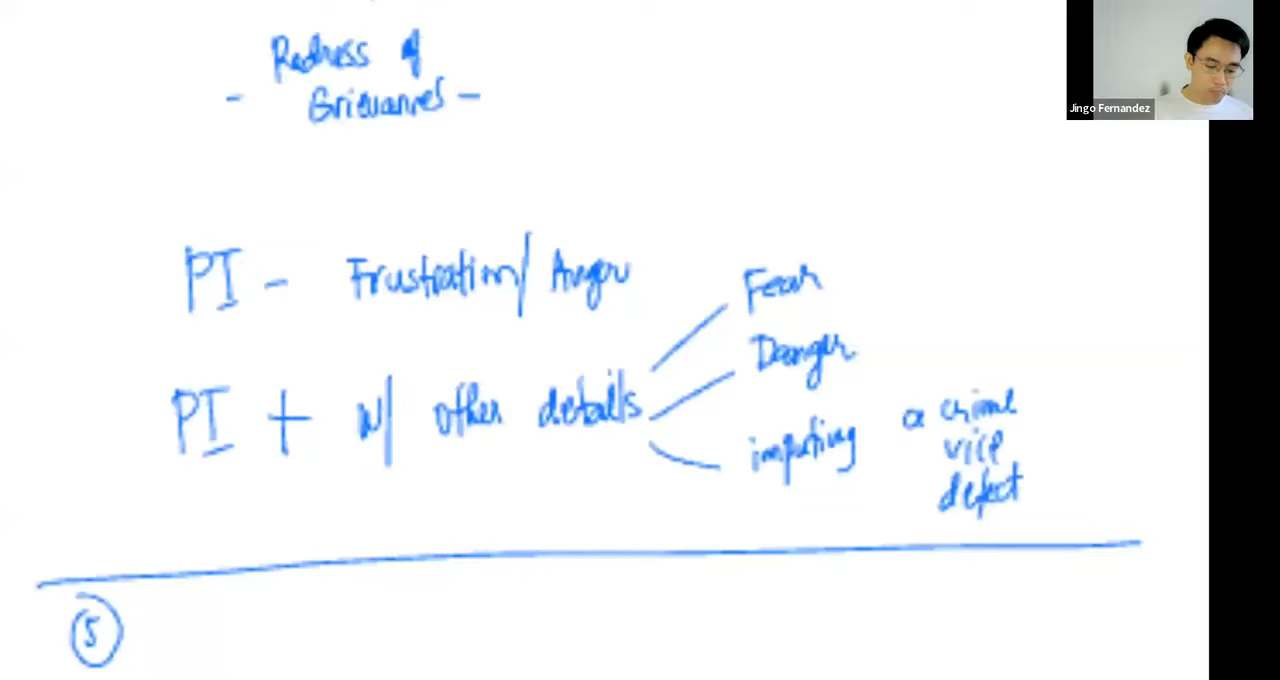 Redress of
- Grievances -
Jingo Fernandez
PI - Frustration/ Anger
Fear
Danger
PI + w/ other details
imputing a crime
vice
defect
5